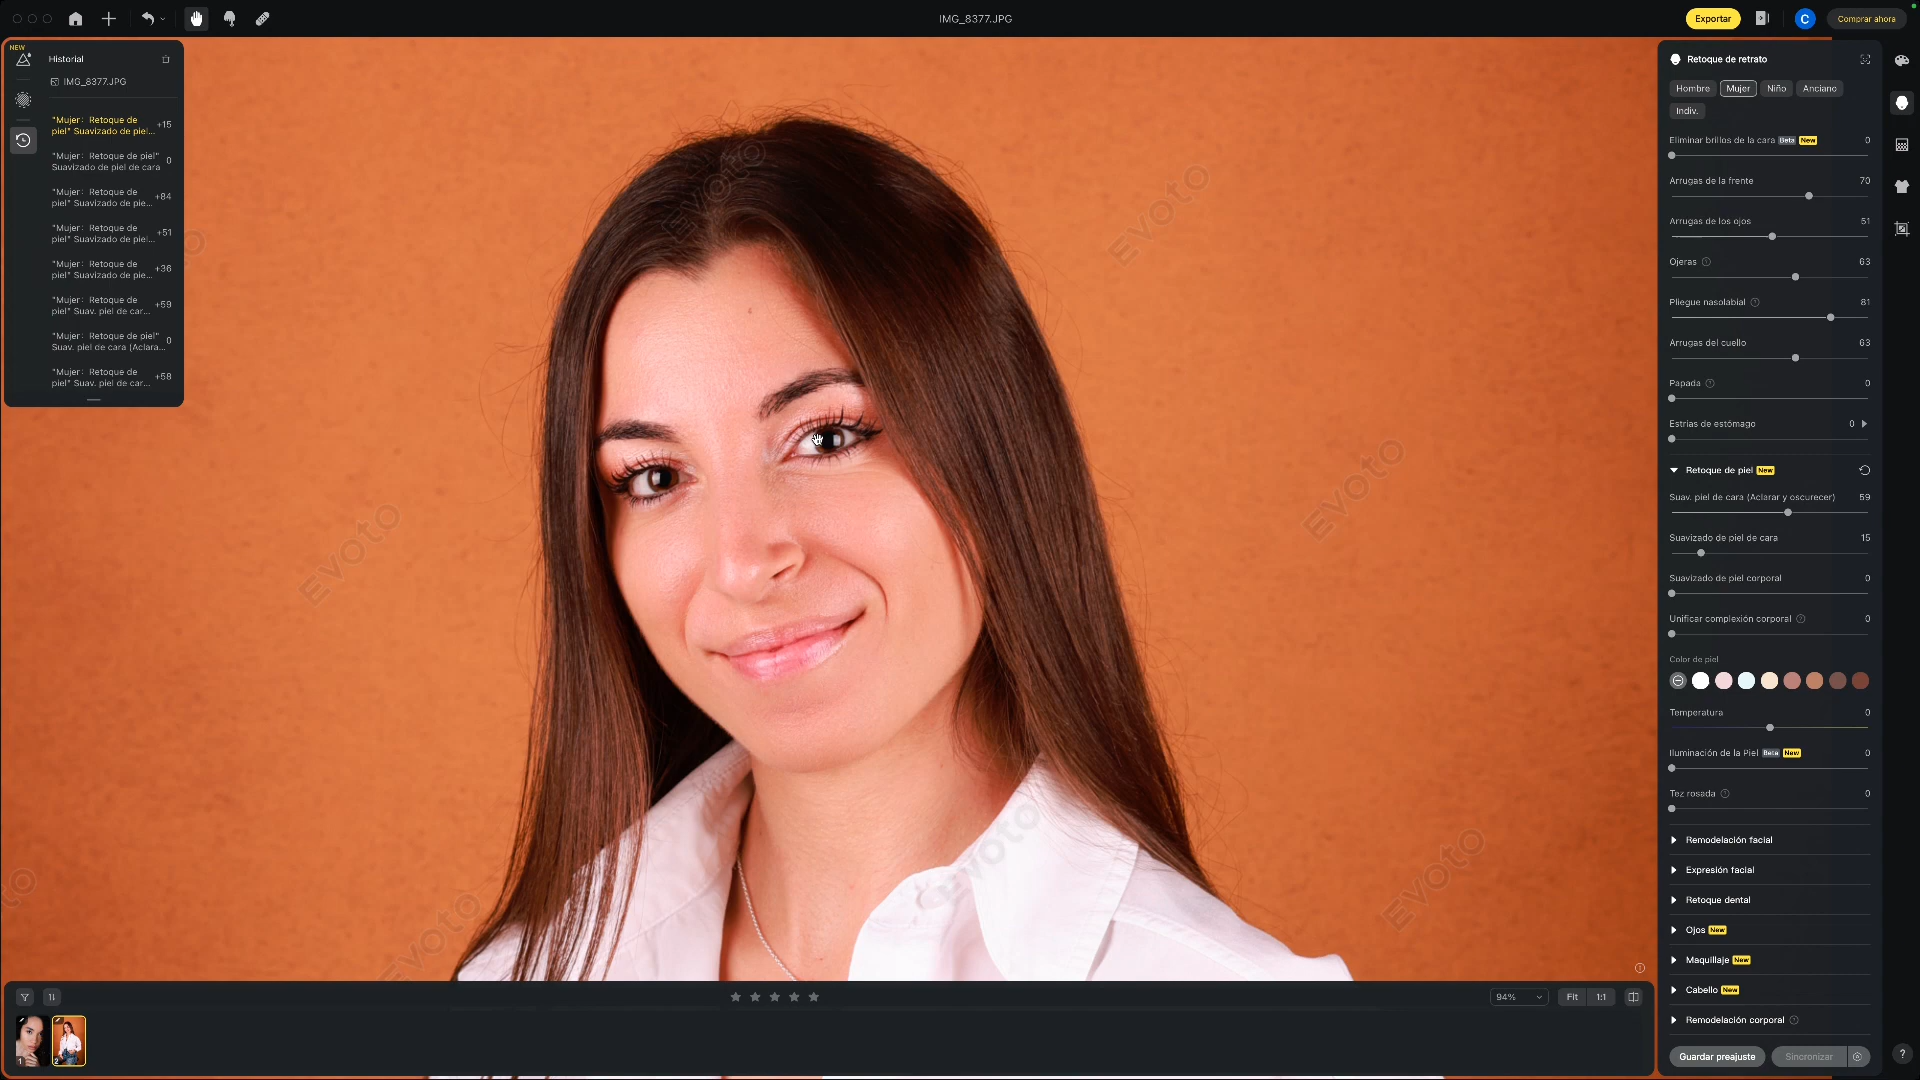 IMG_8377.JPG
Exportar
C
Comprar ahora
NEW
Historial
IMG_8377.JPG
"Mujer: Retoque de
piel" Suavizado de piel... +15
"Mujer: Retoque de piel"
Suavizado de piel de cara 0
"Mujer: Retoque de
piel" Suavizado de pie... +84
"Mujer: Retoque de
piel" Suavizado de piel... +51
"Mujer: Retoque de
piel" Suavizado de pie... +36
"Mujer: Retoque de
piel" Suav. piel de car... +59
"Mujer: Retoque de piel"
Suav. piel de cara (Aclara... 0
"Mujer: Retoque de
piel" Suav. piel de car... +58
Evoto
Evoto
Evoto
Evoto
Evoto
Evoto
Evoto
Retoque de retrato
Hombre Mujer Niño Anciano
Indiv.
Eliminar brillos de la cara Beta New 0
Arrugas de la frente 70
Arrugas de los ojos 51
Ojeras ? 63
Pliegue nasolabial ? 81
Arrugas del cuello 63
Papada ? 0
Estrías de estómago 0
Retoque de piel New
Suav. piel de cara (Aclarar y oscurecer) 59
Suavizado de piel de cara 15
Suavizado de piel corporal 0
Unificar complexión corporal ? 0
Color de piel
Temperatura 0
Iluminación de la Piel Beta New 0
Tez rosada ? 0
Remodelación facial
Expresión facial
Retoque dental
Ojos New
Maquillaje New
Cabello New
Remodelación corporal ?
Guardar preajuste Sincronizar
?
94% Fit 1:1
1 2